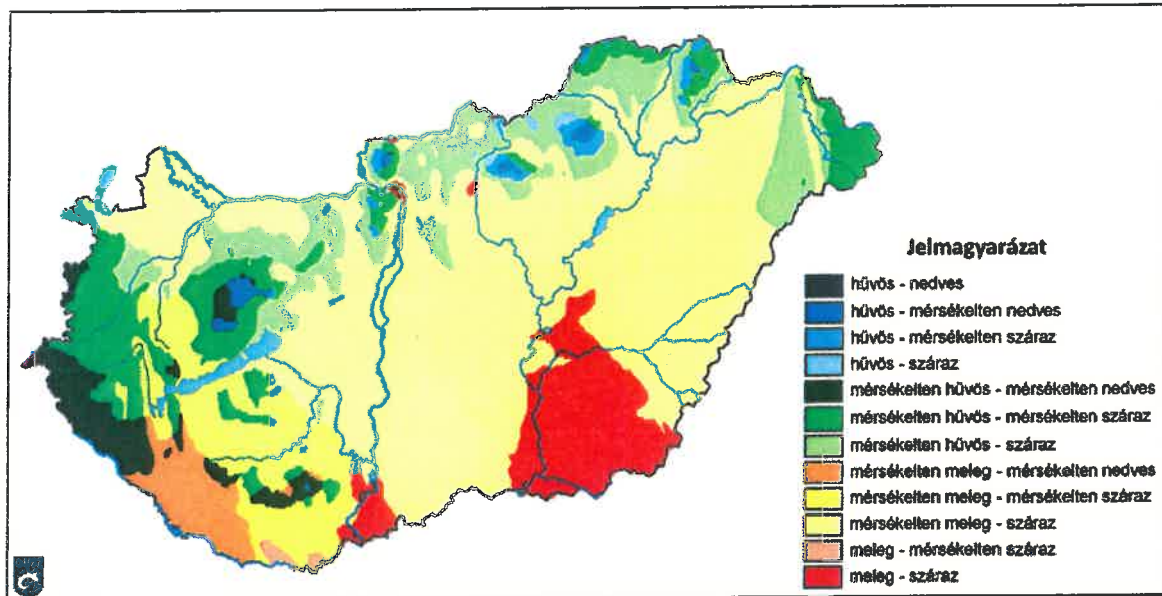 Jelmagyarázat
hűvös - nedves
hűvös - mérsékelten nedves
hűvös - mérsékelten száraz
hűvös - száraz
mérsékelten hűvös - mérsékelten nedves
mérsékelten hűvös - mérsékelten száraz
mérsékelten hűvös - száraz
mérsékelten meleg - mérsékelten nedves
mérsékelten meleg - mérsékelten száraz
mérsékelten meleg - száraz
meleg - mérsékelten száraz
meleg - száraz